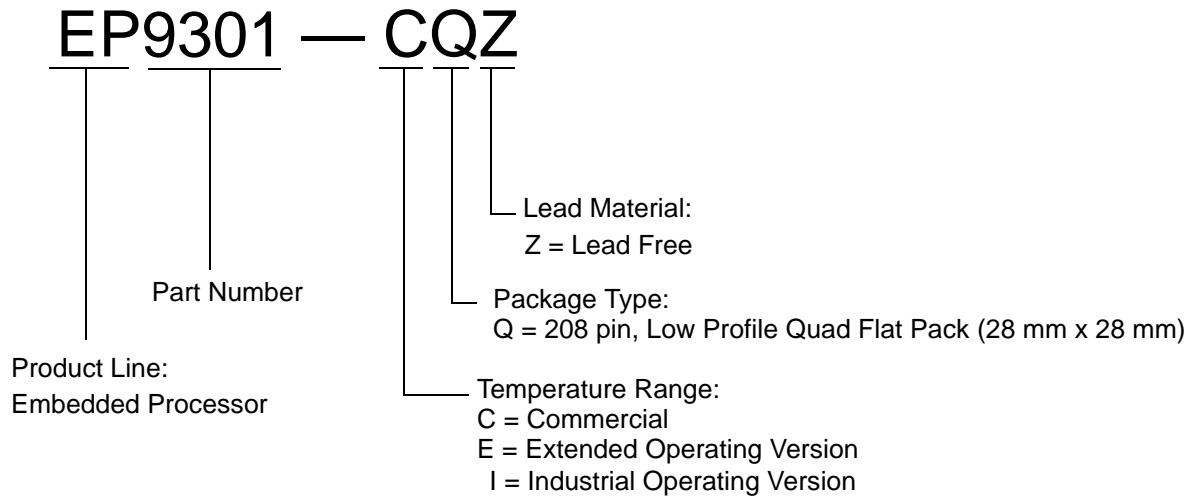 EP9301 — CQZ
Lead Material:
Z = Lead Free
Part Number
Package Type:
Q = 208 pin, Low Profile Quad Flat Pack (28 mm x 28 mm)
Product Line:
Embedded Processor
Temperature Range:
C = Commercial
E = Extended Operating Version
I = Industrial Operating Version